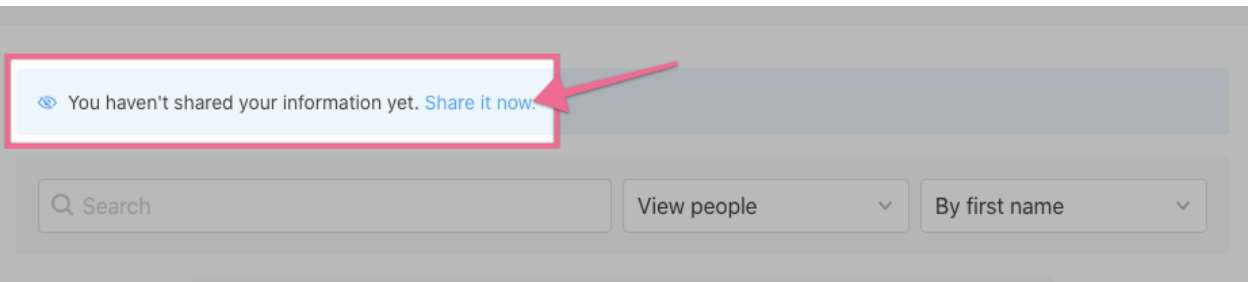 You haven't shared your information yet. Share it now.
Search
View people
By first name